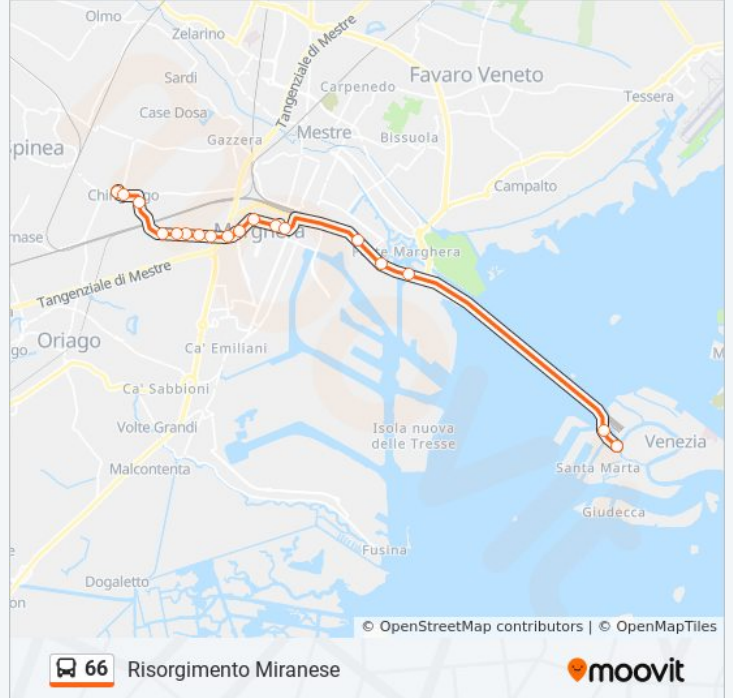 Olmo
Zelarino
Tangenziale di Mestre
Favaro Veneto
Sardi
Carpenedo
Tessera
Case Dosa
Mestre
Bissuola
Gazzera
pinea
Campalto
Marghera
mase
Tangenziale di Mestre
Oriago
go
Ca' Emiliani
M
Ca' Sabbioni
Volte Grandi
Isola nuova
delle Tresse
Venezia
Malcontenta
Santa Marta
Giudecca
Fusina
Dogaletto
on
© OpenStreetMap contributors | © OpenMapTiles
66 Risorgimento Miranese
moovit